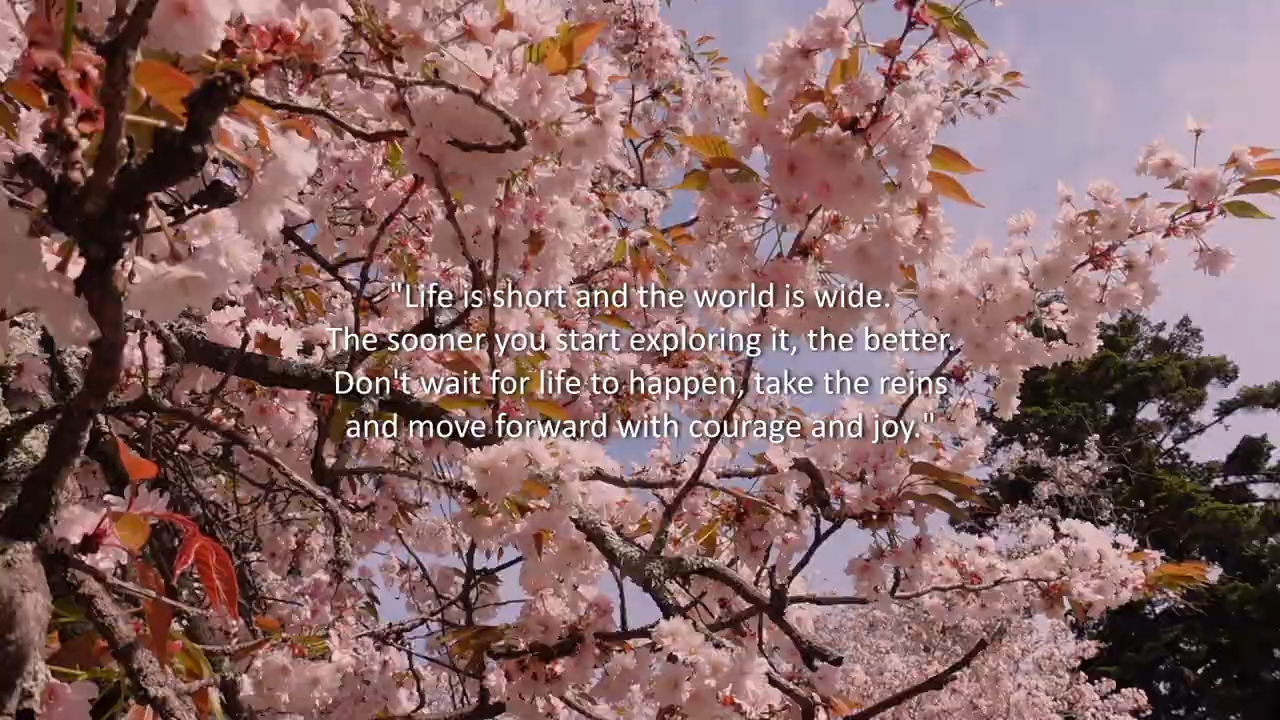 "Life is short and the world is wide.
The sooner you start exploring it, the better.
Don't wait for life to happen, take the reins
and move forward with courage and joy."